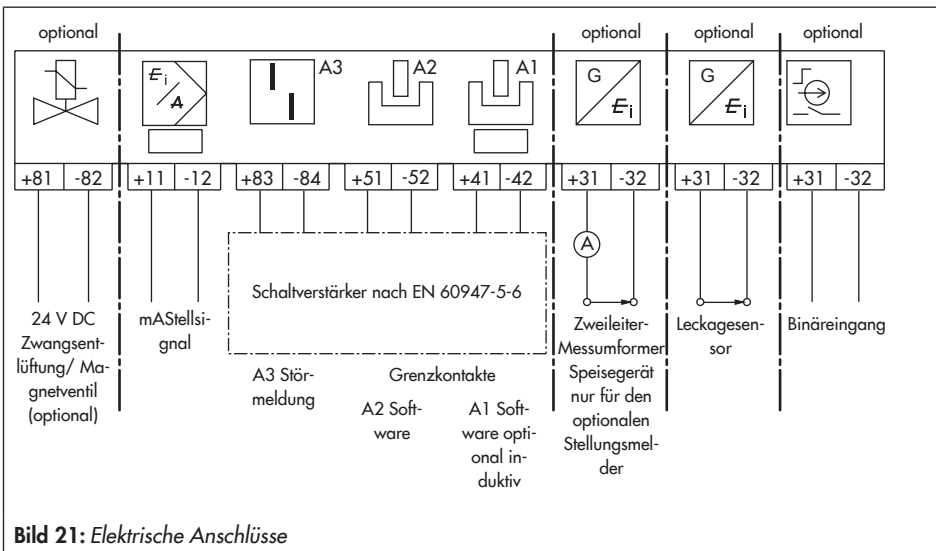 optional
optional
optional
optional
E i
A
A3
A2
A1
G
E i
G
E i
+81 -82 +11 -12 +83 -84 +51 -52 +41 -42 +31 -32 +31 -32 +31 -32
A
Schaltverstärker nach EN 60947-5-6
24 V DC
Zwangsent-
lüftung/ Ma-
gnetventil
(optional)
mAStellsi-
gnal
A3 Stör-
meldung
Grenzkontakte
A2 Soft-
ware
A1 Soft-
ware opti-
onal in-
duktiv
Zweileiter-
Messumformer
Speisegerät
nur für den
optionalen
Stellungsmel-
der
Leckagesen-
sor
Binäreingang
Bild 21: Elektrische Anschlüsse